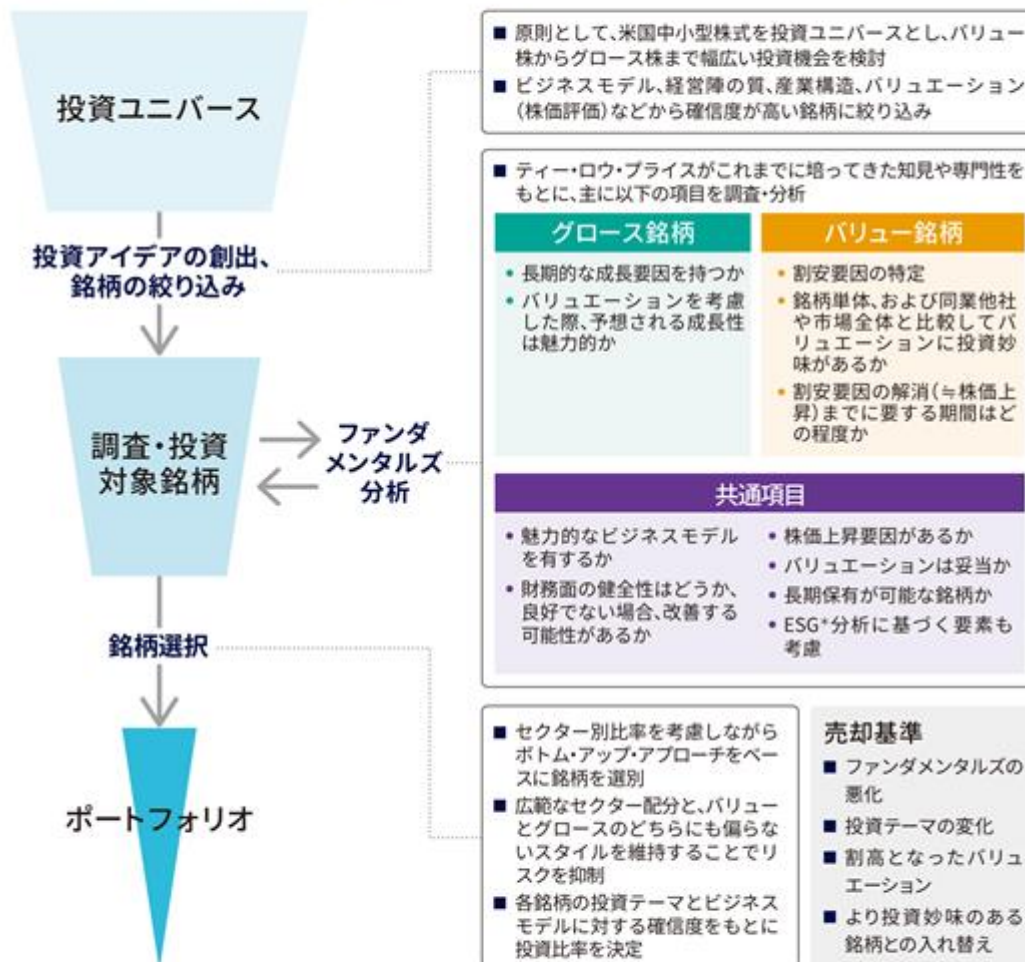 投資ユニバース
■ 原則として、米国中小型株式を投資ユニバースとし、バリュー
株からグロース株まで幅広い投資機会を検討
■ ビジネスモデル、経営陣の質、産業構造、バリュエーション
(株価評価)などから確信度が高い銘柄に絞り込み
投資アイデアの創出、
銘柄の絞り込み
調査・投資
対象銘柄
ファンダ
メンタルズ
分析
■ ティー・ロウ・プライスがこれまでに培ってきた知見や専門性を
もとに、主に以下の項目を調査・分析
グロース銘柄
• 長期的な成長要因を持つか
• バリュエーションを考慮
した際、予想される成長性
は魅力的か
バリュー銘柄
• 割安要因の特定
• 銘柄単体、および同業他社
や市場全体と比較してバ
リュエーションに投資妙
味があるか
• 割安要因の解消(≒株価上
昇)までに要する期間はど
の程度か
共通項目
• 魅力的なビジネスモデル
を有するか
• 財務面の健全性はどうか、
良好でない場合、改善する
可能性があるか
• 株価上昇要因があるか
• バリュエーションは妥当か
• 長期保有が可能な銘柄か
• ESG*分析に基づく要素も
考慮
銘柄選択
ポートフォリオ
■ セクター別比率を考慮しながら
ボトム・アップ・アプローチをベー
スに銘柄を選別
■ 広範なセクター配分と、バリュー
とグロースのどちらにも偏らな
いスタイルを維持することでリ
スクを抑制
■ 各銘柄の投資テーマとビジネス
モデルに対する確信度をもとに
投資比率を決定
売却基準
■ ファンダメンタルズの
悪化
■ 投資テーマの変化
■ 割高となったバリュ
エーション
■ より投資妙味のある
銘柄との入れ替え